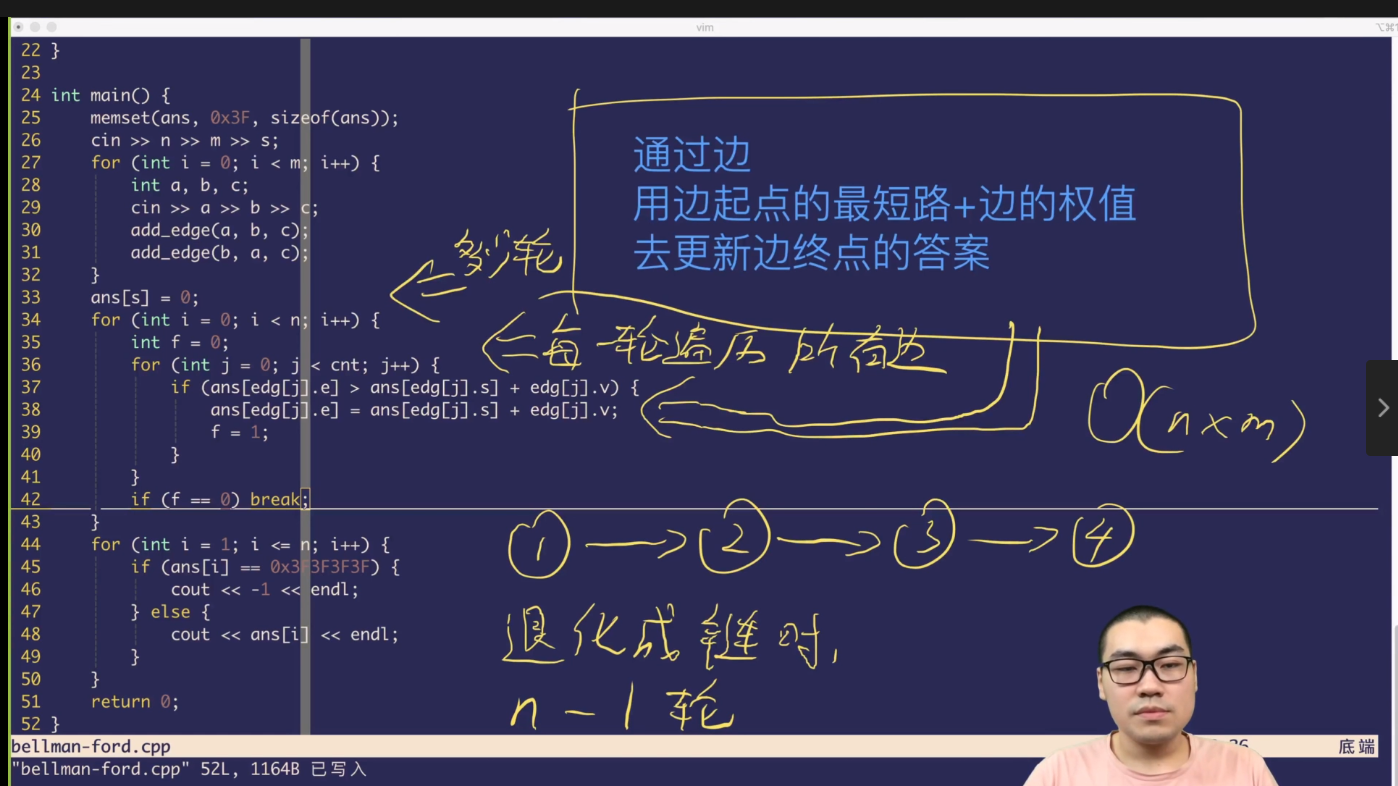 vim
22 }
23
24 int main() {
25 memset(ans, 0x3F, sizeof(ans));
26 cin >> n >> m >> s;
27 for (int i = 0; i < m; i++) {
28 int a, b, c;
29 cin >> a >> b >> c;
30 add_edge(a, b, c);
31 add_edge(b, a, c);
32 }
33 ans[s] = 0;
34 for (int i = 0; i < n; i++) {
35 int f = 0;
36 for (int j = 0; j < cnt; j++) {
37 if (ans[edg[j].e] > ans[edg[j].s] + edg[j].v) {
38 ans[edg[j].e] = ans[edg[j].s] + edg[j].v;
39 f = 1;
40 }
41 }
42 if (f == 0) break;
43 }
44 for (int i = 1; i <= n; i++) {
45 if (ans[i] == 0x3F3F3F3F) {
46 cout << -1 << endl;
47 } else {
48 cout << ans[i] << endl;
49 }
50 }
51 return 0;
52 }
通过边
用边起点的最短路+边的权值
去更新边终点的答案
多少轮
每一轮遍历所有边
O(n×m)
1 2 3 4
退化成链时,
n-1轮
bellman-ford.cpp
底端
"bellman-ford.cpp" 52L, 1164B 已写入